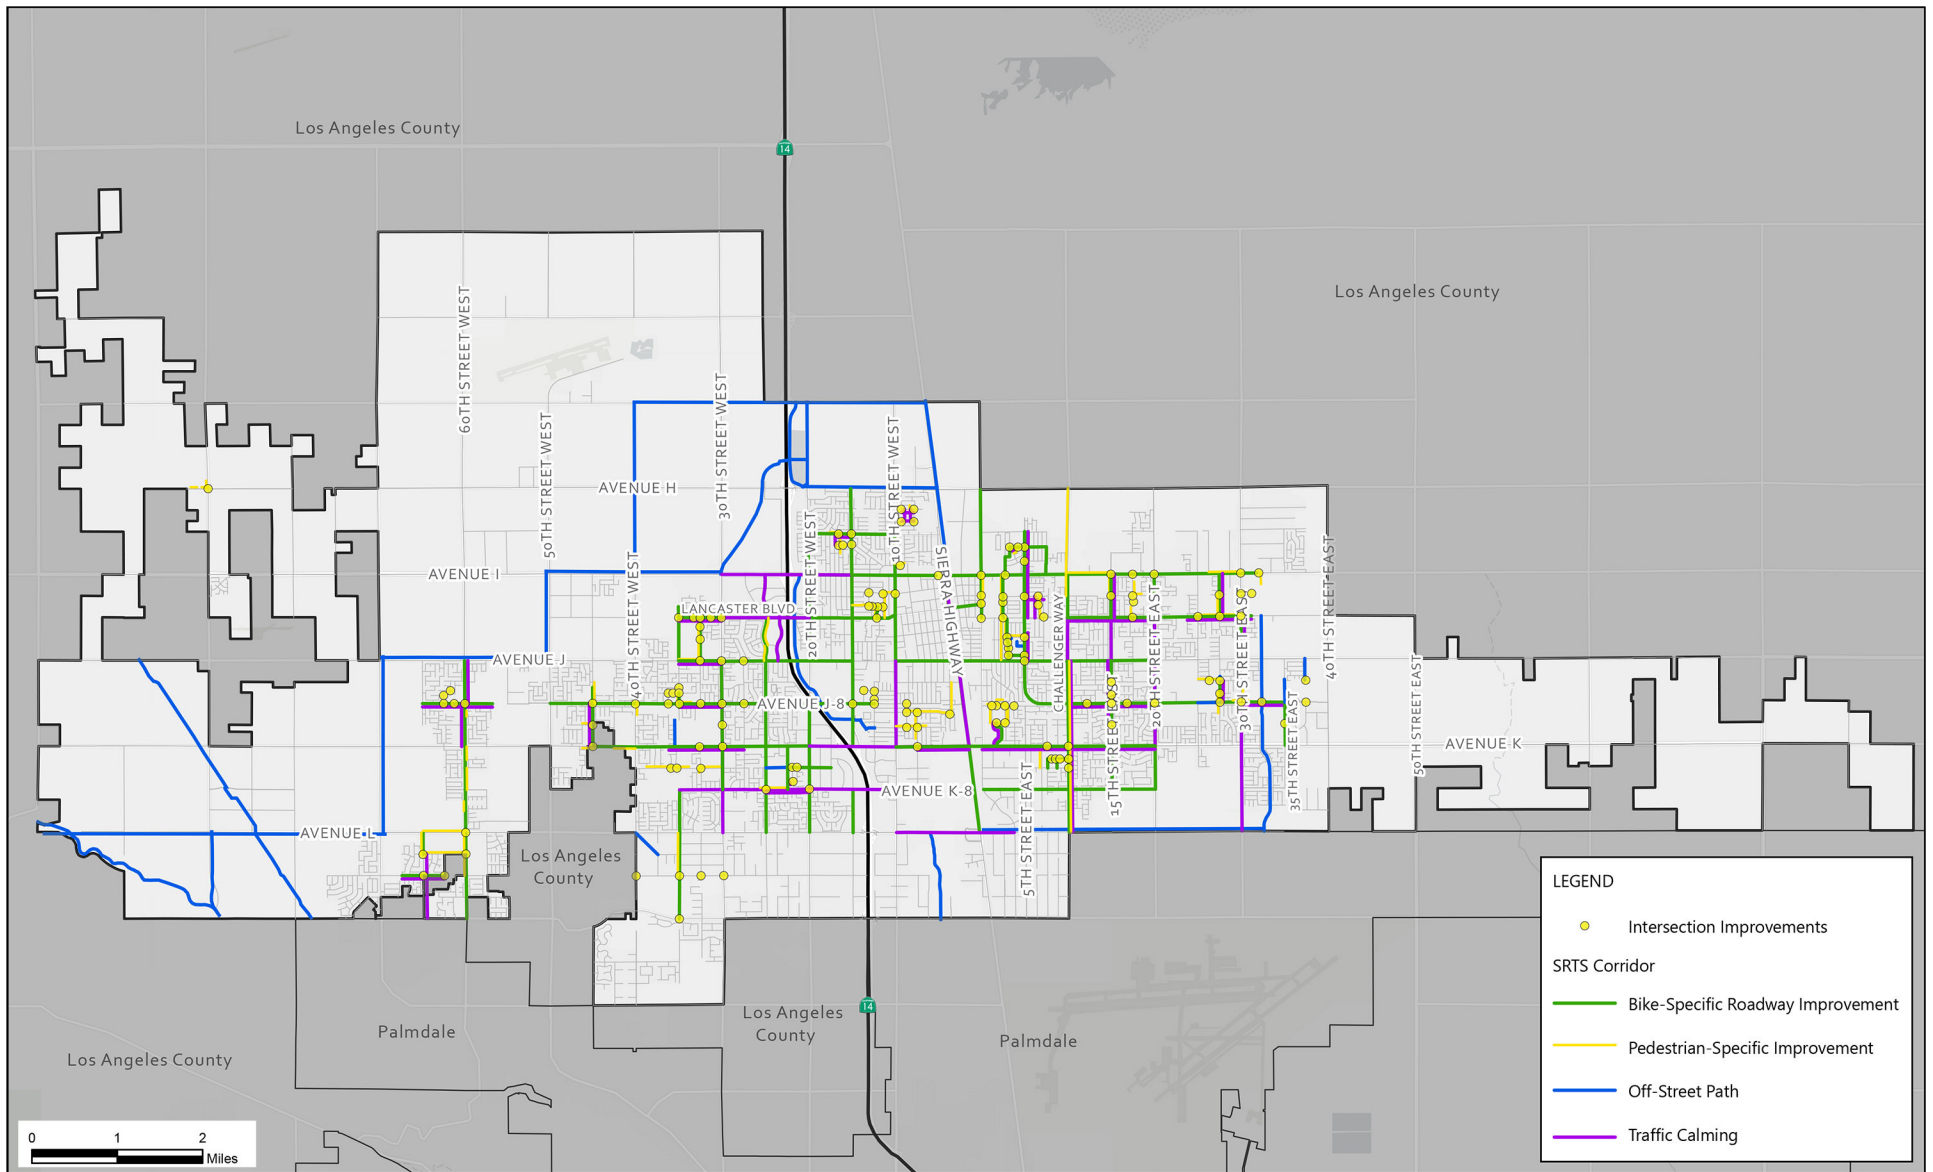 Los Angeles County
14
Los Angeles County
60TH STREET WEST
50TH STREET WEST
30TH STREET WEST
10TH STREET WEST
AVENUE H
20TH STREET WEST
40TH STREET WEST
SIERRA HIGHWAY
40TH STREET EAST
AVENUE I
LANCASTER BLVD
CHALLENGER WAY
20TH STREET EAST
30TH STREET EAST
AVENUE J
AVENUE J-8
15TH STREET EAST
35TH STREET EAST
50TH STREET EAST
AVENUE K
5TH STREET EAST
AVENUE K-8
AVENUE L
Los Angeles
County
LEGEND
Intersection Improvements
SRTS Corridor
Bike-Specific Roadway Improvement
Pedestrian-Specific Improvement
Off-Street Path
Traffic Calming
14
Los Angeles
County
Palmdale
Palmdale
Los Angeles County
0 1 2
Miles